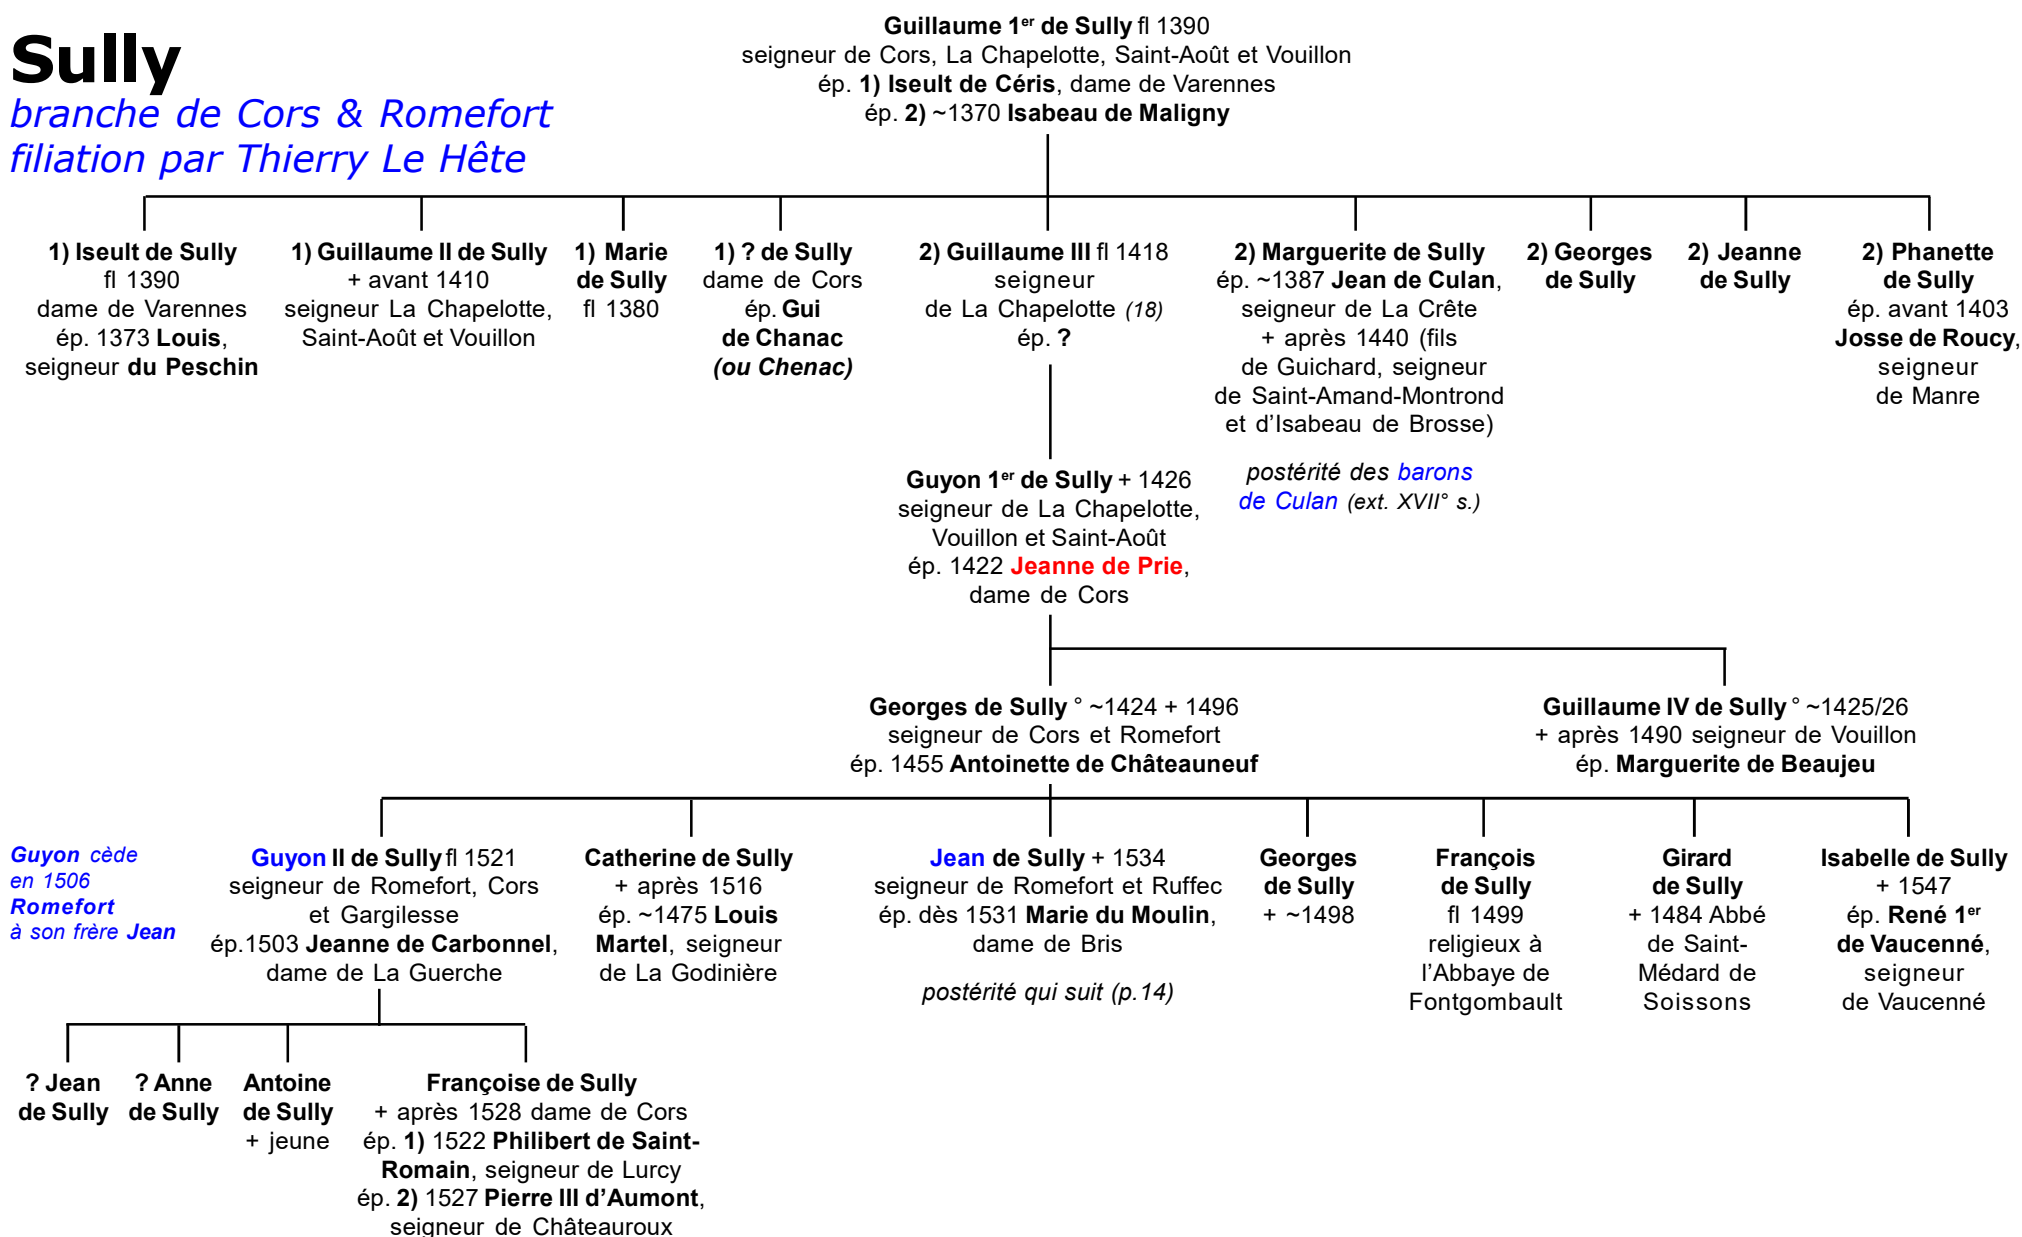 Sully
branche de Cors & Romefort
filiation par Thierry Le Hête
Guillaume 1er de Sully fl 1390
seigneur de Cors, La Chapelotte, Saint-Août et Vouillon
ép. 1) Iseult de Céris, dame de Varennes
ép. 2) ~1370 Isabeau de Maligny
1) Iseult de Sully
fl 1390
dame de Varennes
ép. 1373 Louis,
seigneur du Peschin
1) Guillaume II de Sully
+ avant 1410
seigneur La Chapelotte,
Saint-Août et Vouillon
1) Marie
de Sully
fl 1380
1) ? de Sully
dame de Cors
ép. Gui
de Chanac
(ou Chenac)
2) Guillaume III fl 1418
seigneur
de La Chapelotte (18)
ép. ?
2) Marguerite de Sully
ép. ~1387 Jean de Culan,
seigneur de La Crête
+ après 1440 (fils
de Guichard, seigneur
de Saint-Amand-Montrond
et d'Isabeau de Brosse)
postérité des barons
de Culan (ext. XVII° s.)
2) Georges
de Sully
2) Jeanne
de Sully
2) Phanette
de Sully
ép. avant 1403
Josse de Roucy,
seigneur
de Manre
Guyon 1er de Sully + 1426
seigneur de La Chapelotte,
Vouillon et Saint-Août
ép. 1422 Jeanne de Prie,
dame de Cors
Georges de Sully ° ~1424 + 1496
seigneur de Cors et Romefort
ép. 1455 Antoinette de Châteauneuf
Guillaume IV de Sully ° ~1425/26
+ après 1490 seigneur de Vouillon
ép. Marguerite de Beaujeu
Guyon cède
en 1506
Romefort
à son frère Jean
Guyon II de Sully fl 1521
seigneur de Romefort, Cors
et Gargilesse
ép.1503 Jeanne de Carbonnel,
dame de La Guerche
Catherine de Sully
+ après 1516
ép. ~1475 Louis
Martel, seigneur
de La Godinière
Jean de Sully + 1534
seigneur de Romefort et Ruffec
ép. dès 1531 Marie du Moulin,
dame de Bris
postérité qui suit (p.14)
Georges
de Sully
+ ~1498
François
de Sully
fl 1499
religieux à
l'Abbaye de
Fontgombault
Girard
de Sully
+ 1484 Abbé
de Saint-
Médard de
Soissons
Isabelle de Sully
+ 1547
ép. René 1er
de Vaucenné,
seigneur
de Vaucenné
? Jean
de Sully
? Anne
de Sully
Antoine
de Sully
+ jeune
Françoise de Sully
+ après 1528 dame de Cors
ép. 1) 1522 Philibert de Saint-
Romain, seigneur de Lurcy
ép. 2) 1527 Pierre III d'Aumont,
seigneur de Châteauroux